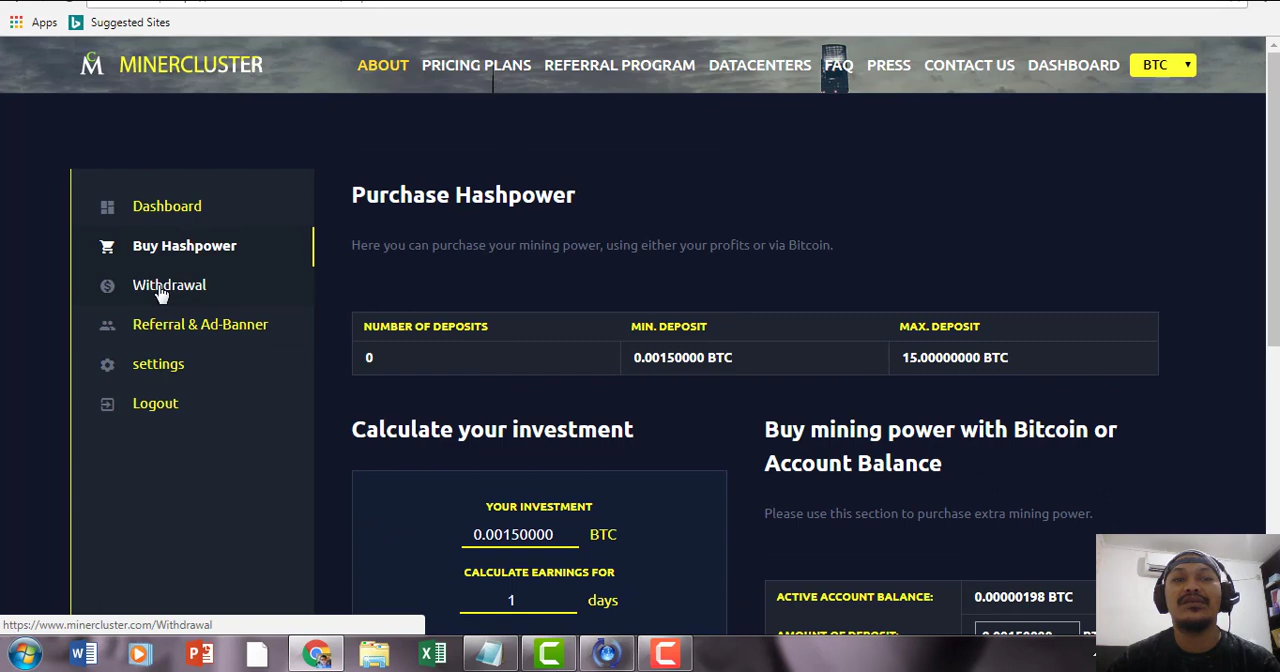 Apps Suggested Sites
MINERCLUSTER
ABOUT PRICING PLANS REFERRAL PROGRAM DATACENTERS FAQ PRESS CONTACT US DASHBOARD BTC
Dashboard
Buy Hashpower
Withdrawal
Referral & Ad-Banner
settings
Logout
Purchase Hashpower
Here you can purchase your mining power, using either your profits or via Bitcoin.
NUMBER OF DEPOSITS MIN. DEPOSIT MAX. DEPOSIT
0 0.00150000 BTC 15.00000000 BTC
Calculate your investment
YOUR INVESTMENT
0.00150000 BTC
CALCULATE EARNINGS FOR
1 days
Buy mining power with Bitcoin or
Account Balance
Please use this section to purchase extra mining power.
ACTIVE ACCOUNT BALANCE: 0.00000198 BTC
AMOUNT OF DEPOSIT: 0.00150000
https://www.minercluster.com/Withdrawal